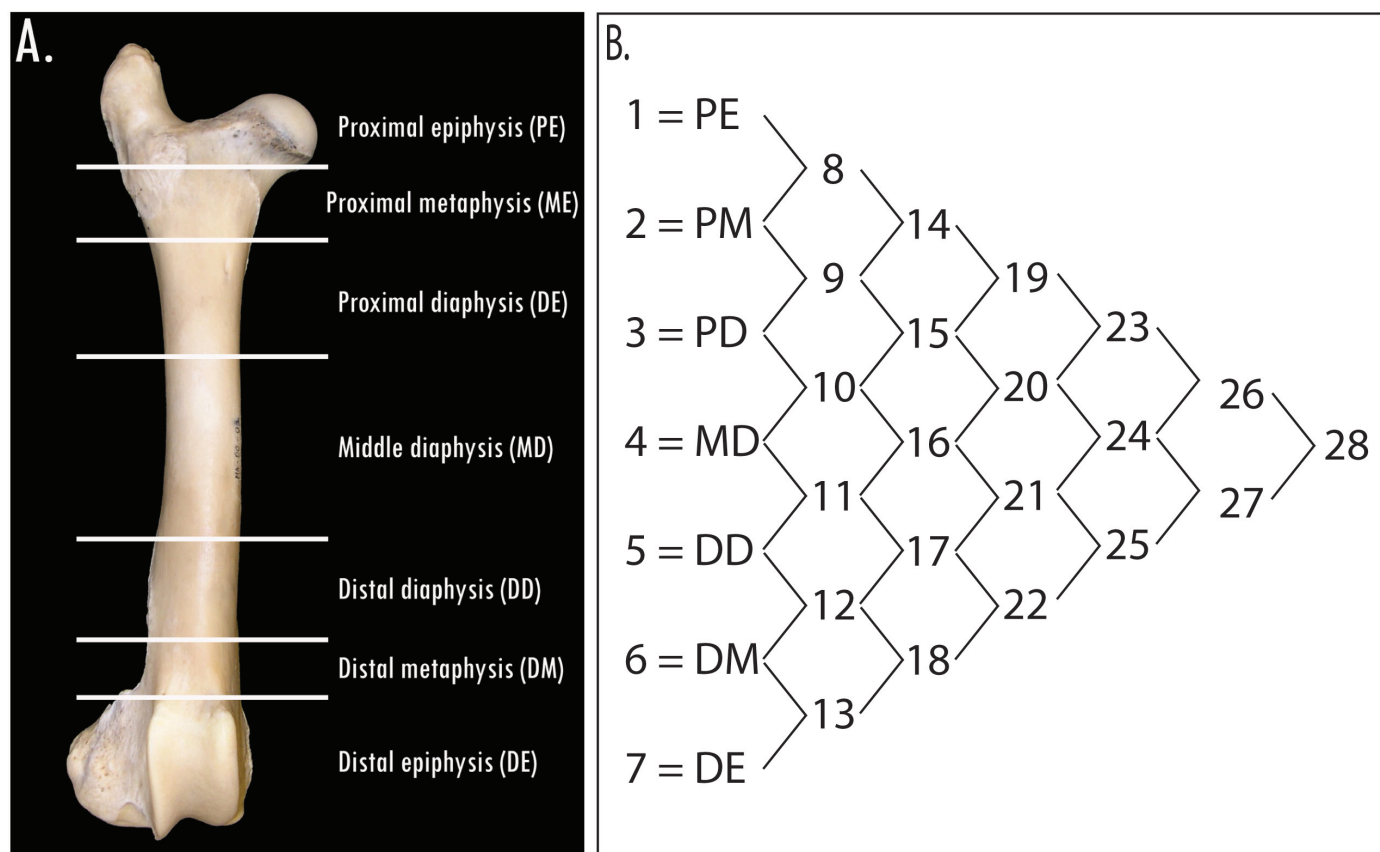 A.
Proximal epiphysis (PE)
Proximal metaphysis (ME)
Proximal diaphysis (DE)
Middle diaphysis (MD)
Distal diaphysis (DD)
Distal metaphysis (DM)
Distal epiphysis (DE)
B.
1 = PE
8
2 = PM
14
9
19
3 = PD
15
23
10
20
26
4 = MD
16
24
28
11
21
27
5 = DD
17
25
12
22
6 = DM
18
13
7 = DE